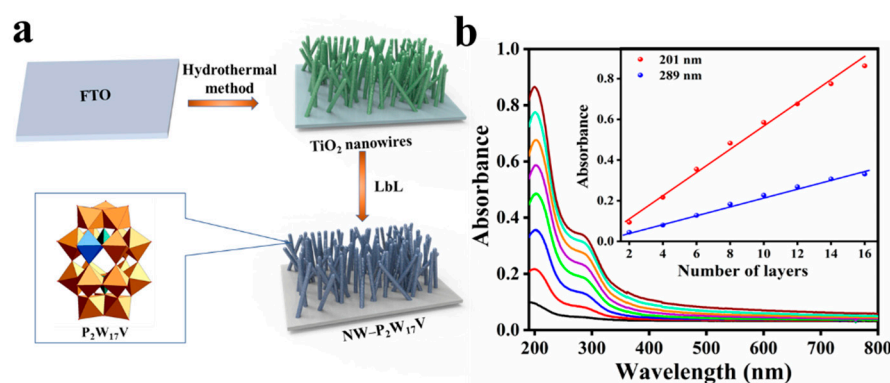 a
FTO
Hydrothermal
method
TiO₂ nanowires
LbL
P₂W₁₇V
NW–P₂W₁₇V
b
Absorbance
1.0
0.8
0.6
0.4
0.2
0.0
200 300 400 500 600 700 800
Wavelength (nm)
201 nm
289 nm
Absorbance
0.8
0.6
0.4
0.2
0.0
2 4 6 8 10 12 14 16
Number of layers